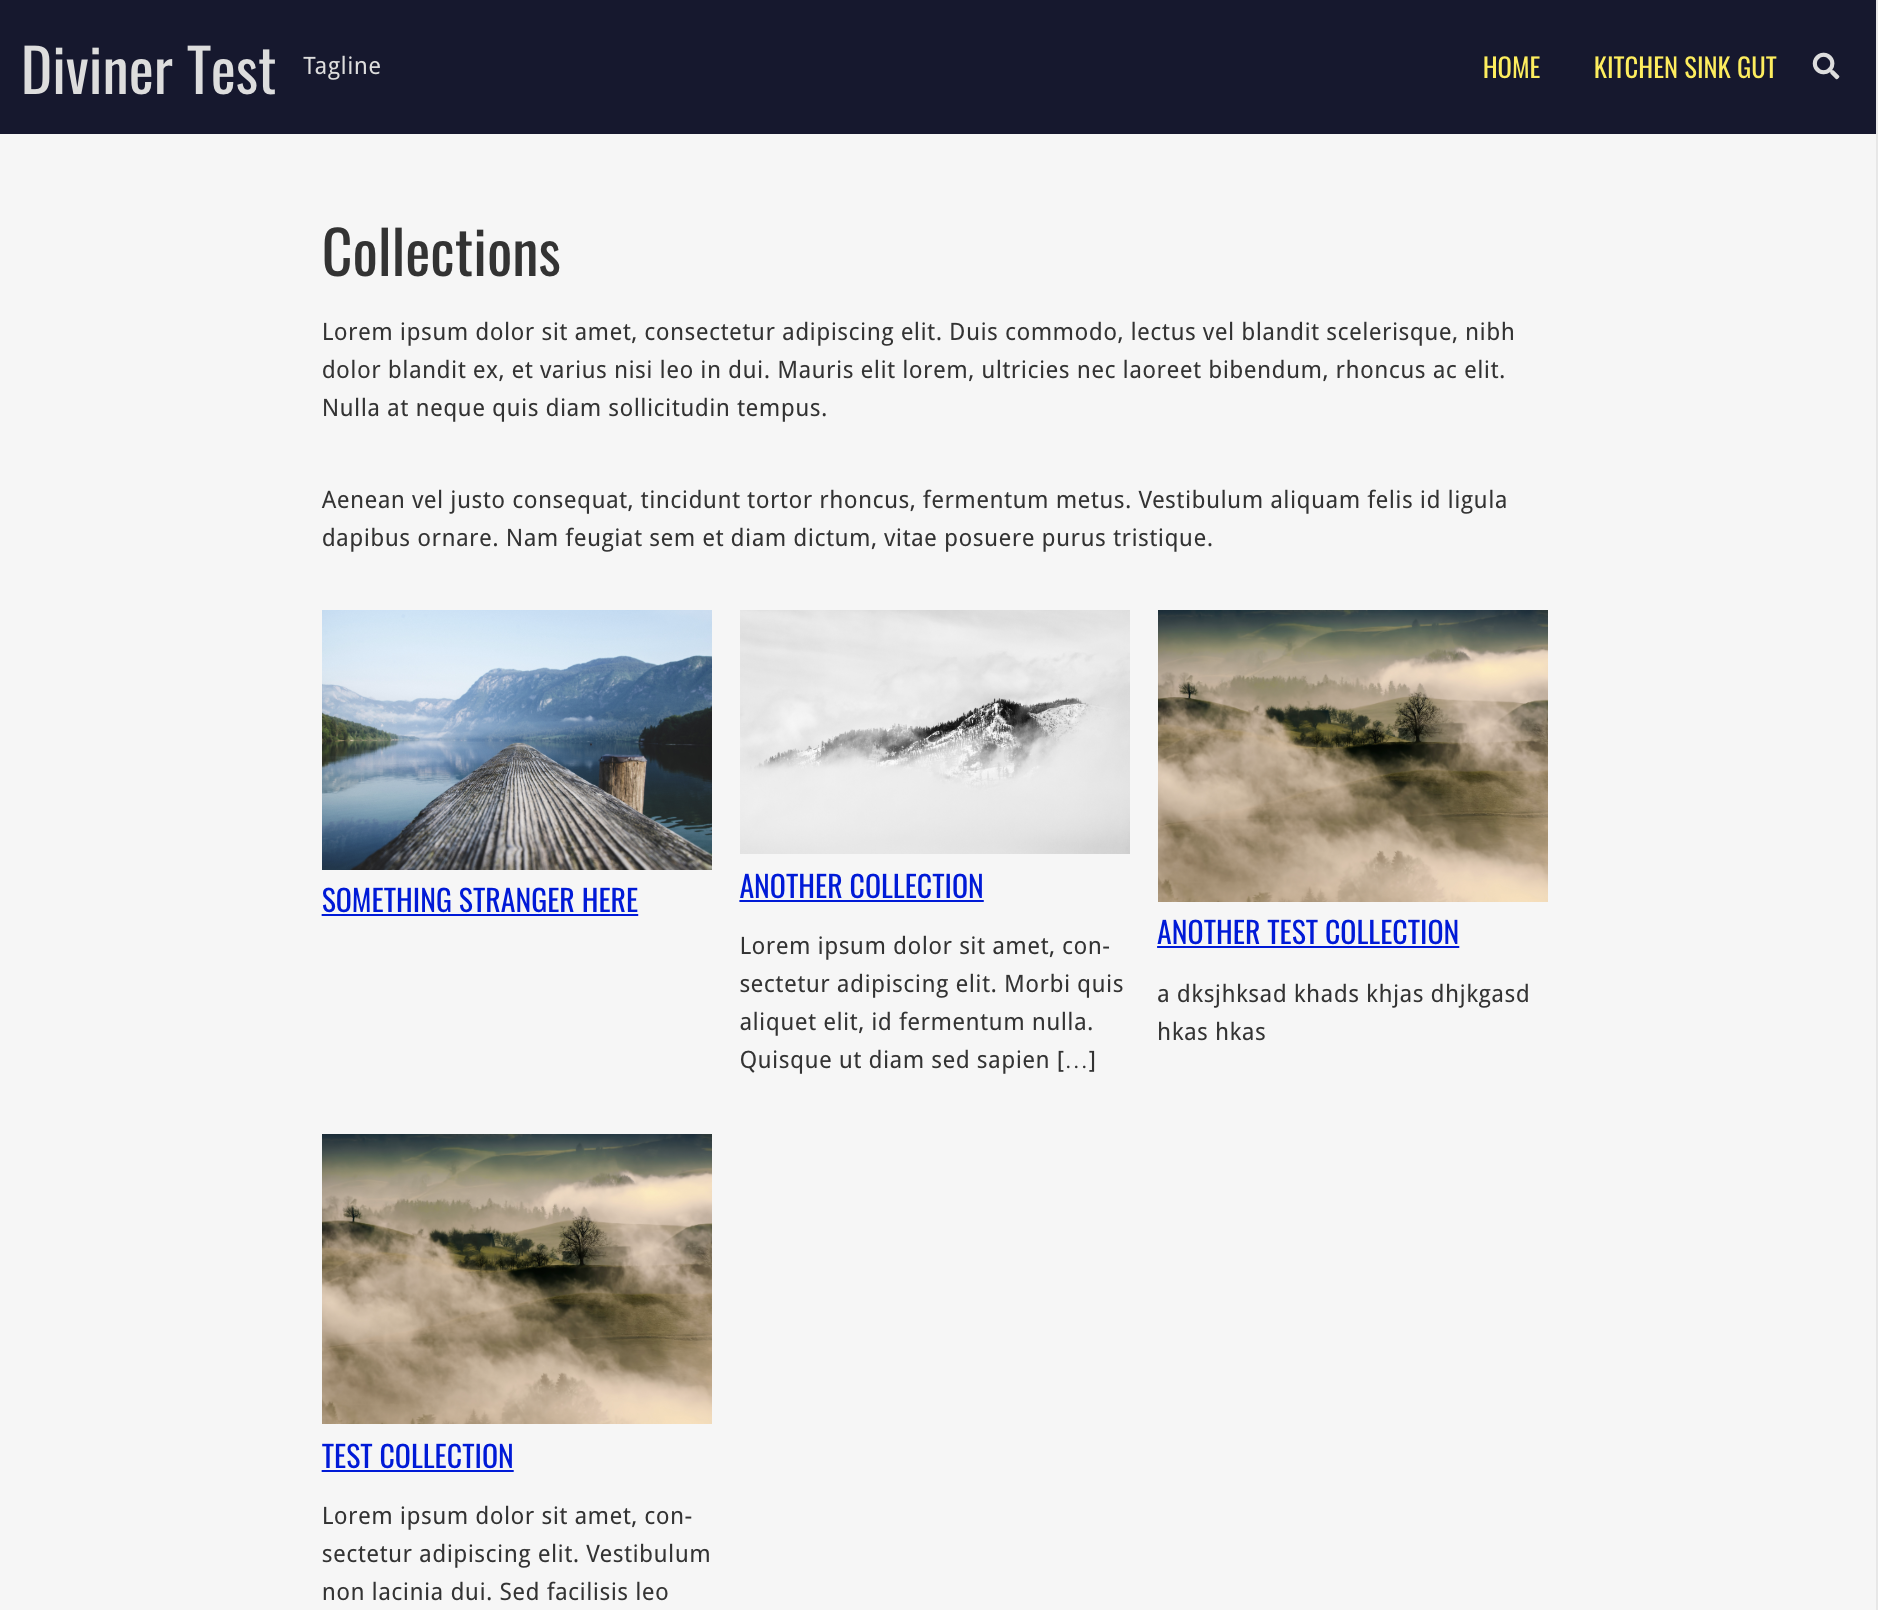 Diviner Test
Tagline
HOME
KITCHEN SINK GUT
Collections
Lorem ipsum dolor sit amet, consectetur adipiscing elit. Duis commodo, lectus vel blandit scelerisque, nibh
dolor blandit ex, et varius nisi leo in dui. Mauris elit lorem, ultricies nec laoreet bibendum, rhoncus ac elit.
Nulla at neque quis diam sollicitudin tempus.
Aenean vel justo consequat, tincidunt tortor rhoncus, fermentum metus. Vestibulum aliquam felis id ligula
dapibus ornare. Nam feugiat sem et diam dictum, vitae posuere purus tristique.
SOMETHING STRANGER HERE
ANOTHER COLLECTION
Lorem ipsum dolor sit amet, con-
sectetur adipiscing elit. Morbi quis
aliquet elit, id fermentum nulla.
Quisque ut diam sed sapien […]
ANOTHER TEST COLLECTION
a dksjhksad khads khjas dhjkgasd
hkas hkas
TEST COLLECTION
Lorem ipsum dolor sit amet, con-
sectetur adipiscing elit. Vestibulum
non lacinia dui. Sed facilisis leo